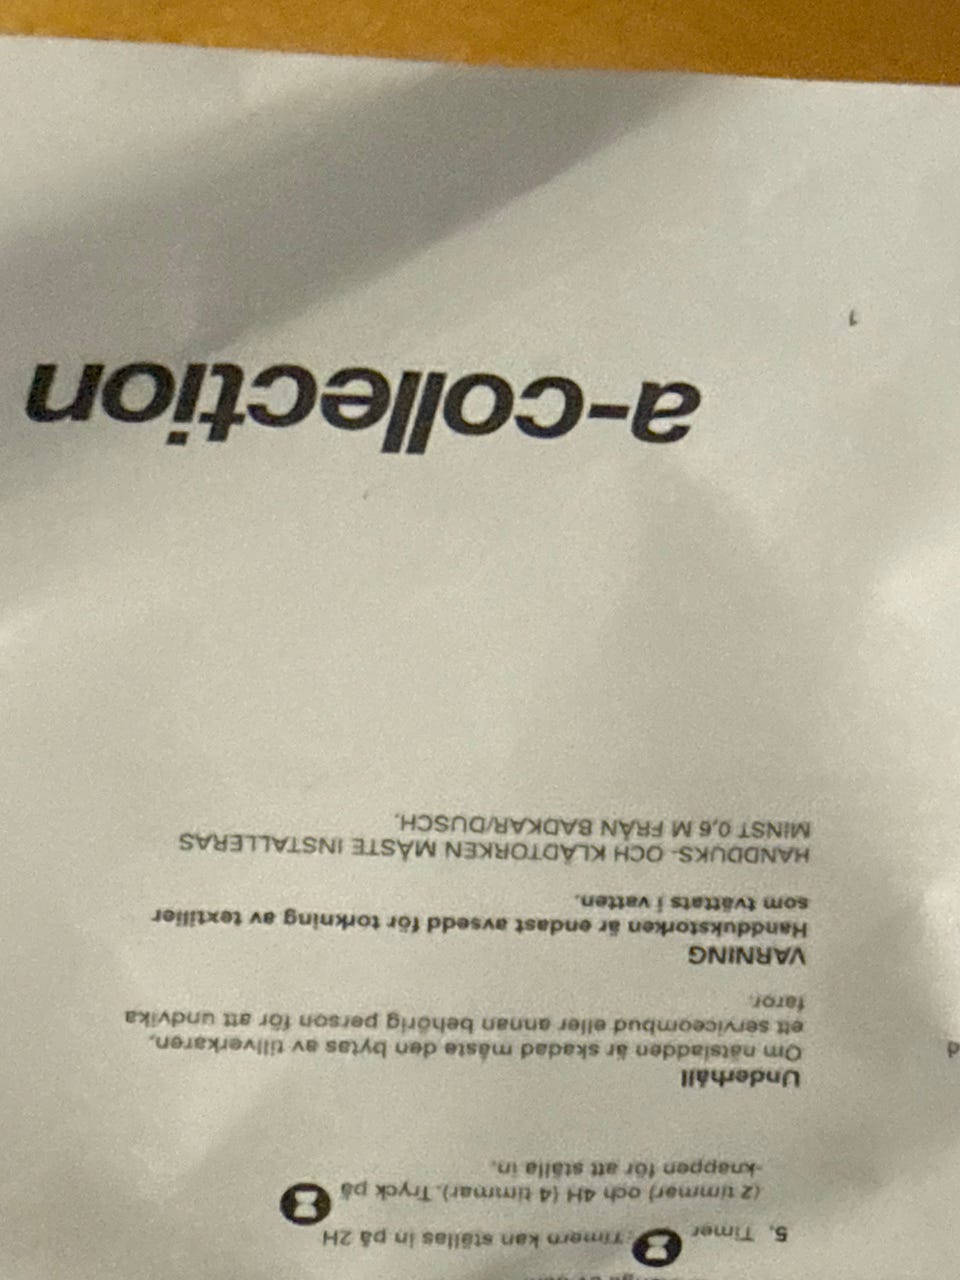 5. Timer : Timern kan ställas in på 2H
(2 timmar) och 4H (4 timmar). Tryck på
-knappen för att ställa in.
Underhåll
Om nätsladden är skadad måste den bytas av tillverkaren,
ett serviceombud eller annan behörig person för att undvika
faror.
VARNING
Handdukstorken är endast avsedd för torkning av textilier
som tvättats i vatten.
HANDDUKS- OCH KLÄDTORKEN MÅSTE INSTALLERAS
MINST 0,6 M FRÅN BADKAR/DUSCH.
a-collection
1